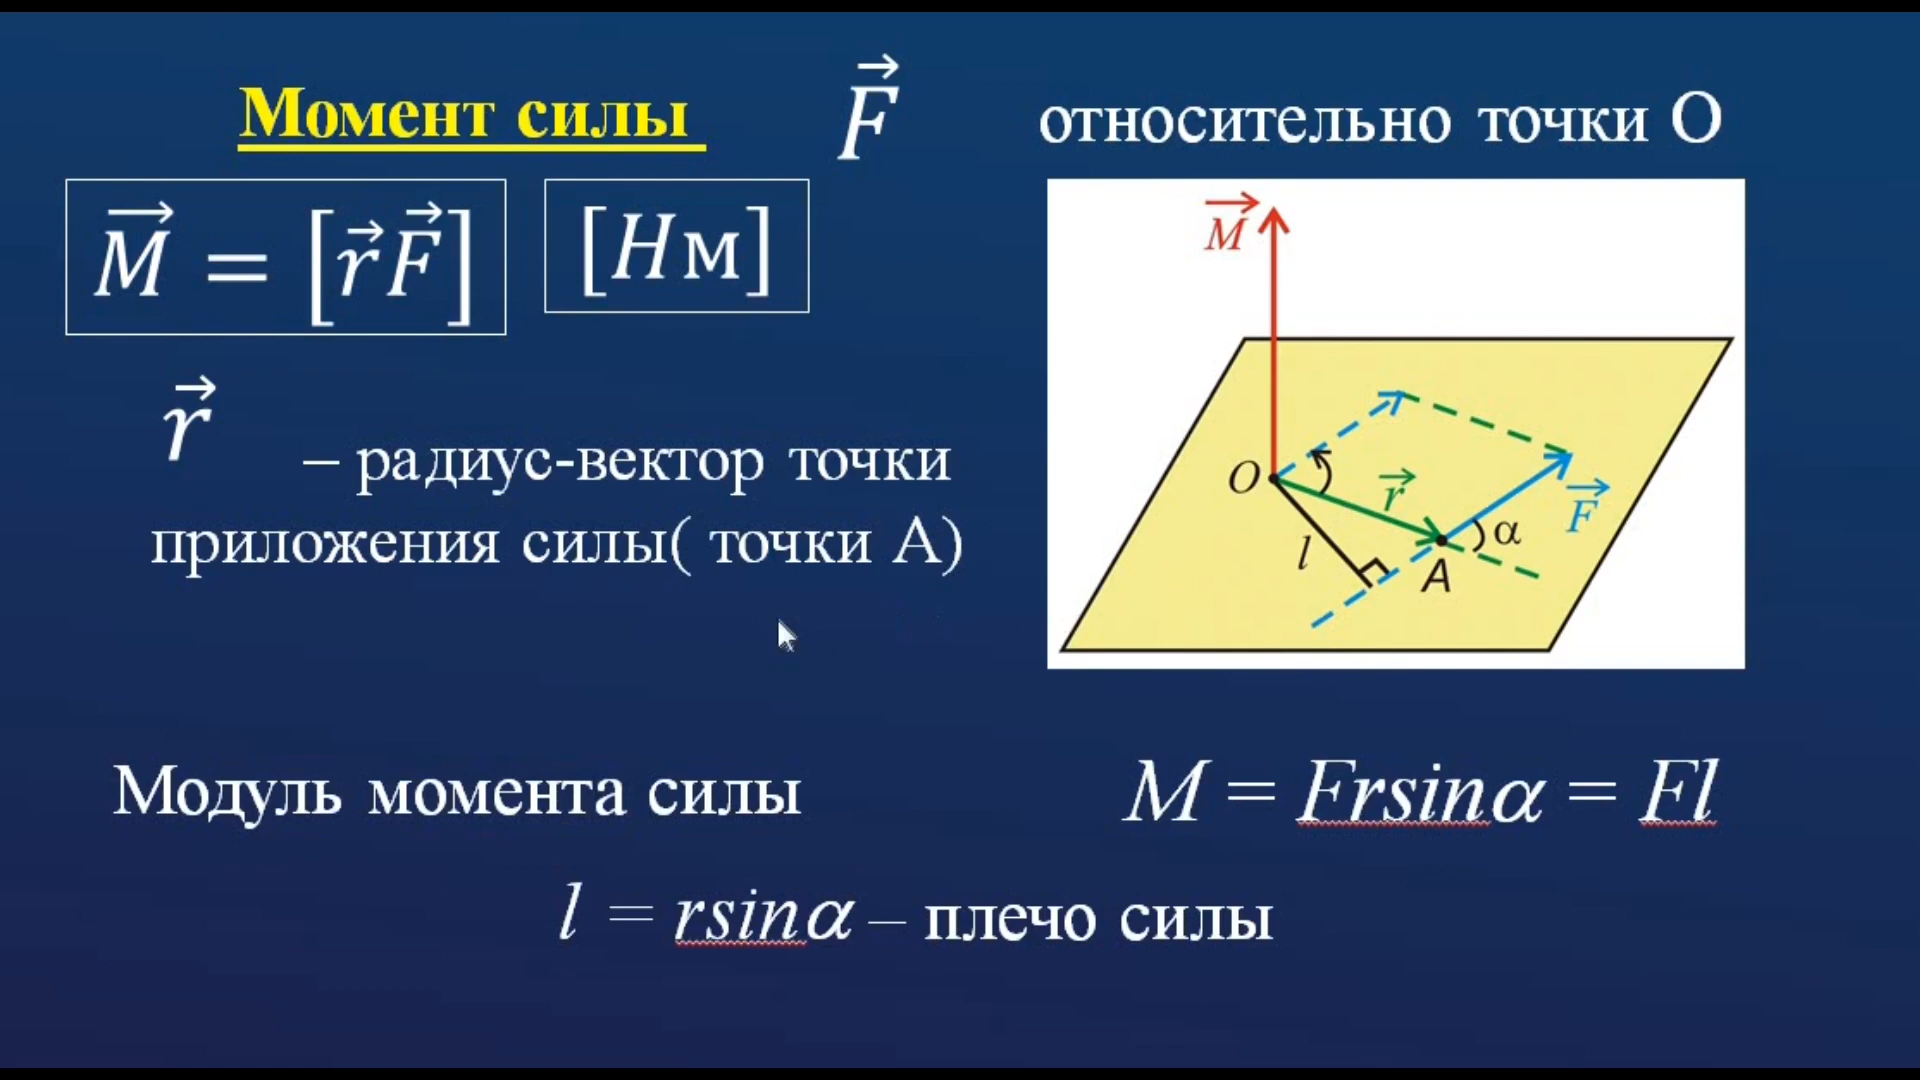 Момент силы F⃗ относительно точки О
M⃗ = [r⃗F⃗] [Нм]
r⃗ – радиус-вектор точки
приложения силы( точки А)
M⃗
O
r⃗
F⃗
α
l
A
Модуль момента силы M = Frsinα = Fl
l = rsinα – плечо силы